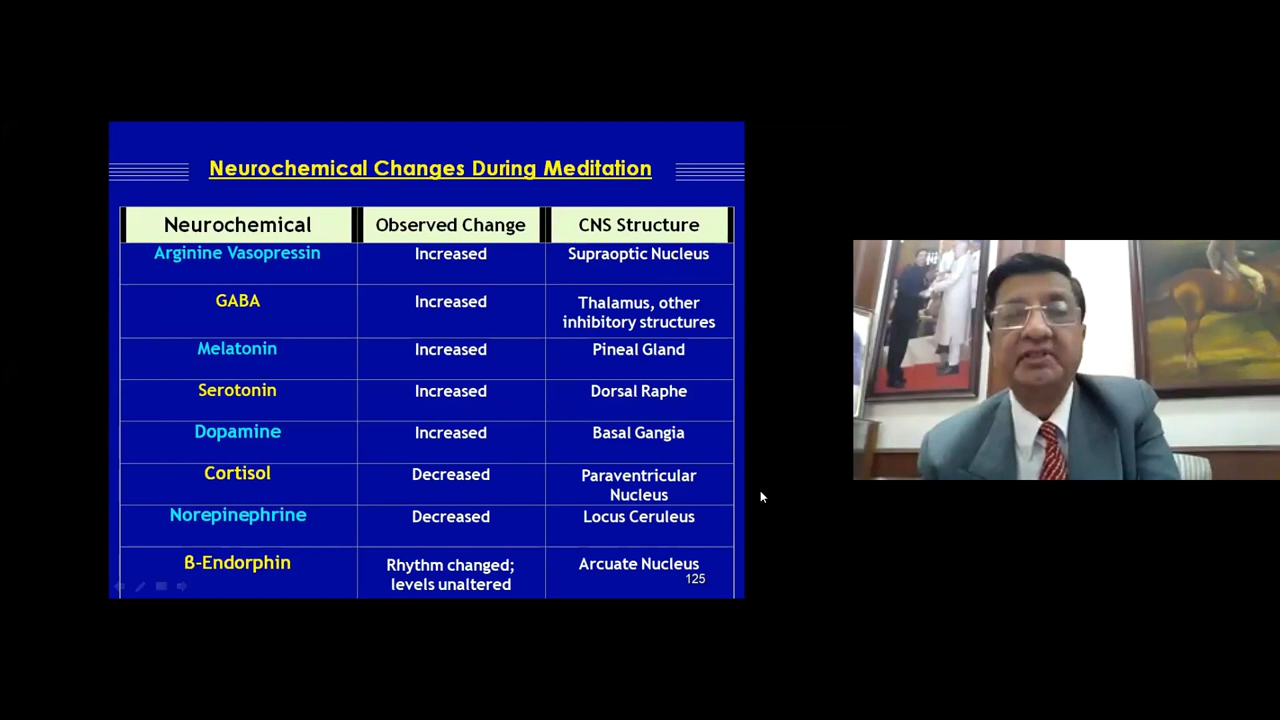 Neurochemical Changes During Meditation
Neurochemical Observed Change CNS Structure
Arginine Vasopressin Increased Supraoptic Nucleus
GABA Increased Thalamus, other
inhibitory structures
Melatonin Increased Pineal Gland
Serotonin Increased Dorsal Raphe
Dopamine Increased Basal Gangia
Cortisol Decreased Paraventricular
Nucleus
Norepinephrine Decreased Locus Ceruleus
ß-Endorphin Rhythm changed; Arcuate Nucleus
levels unaltered
125